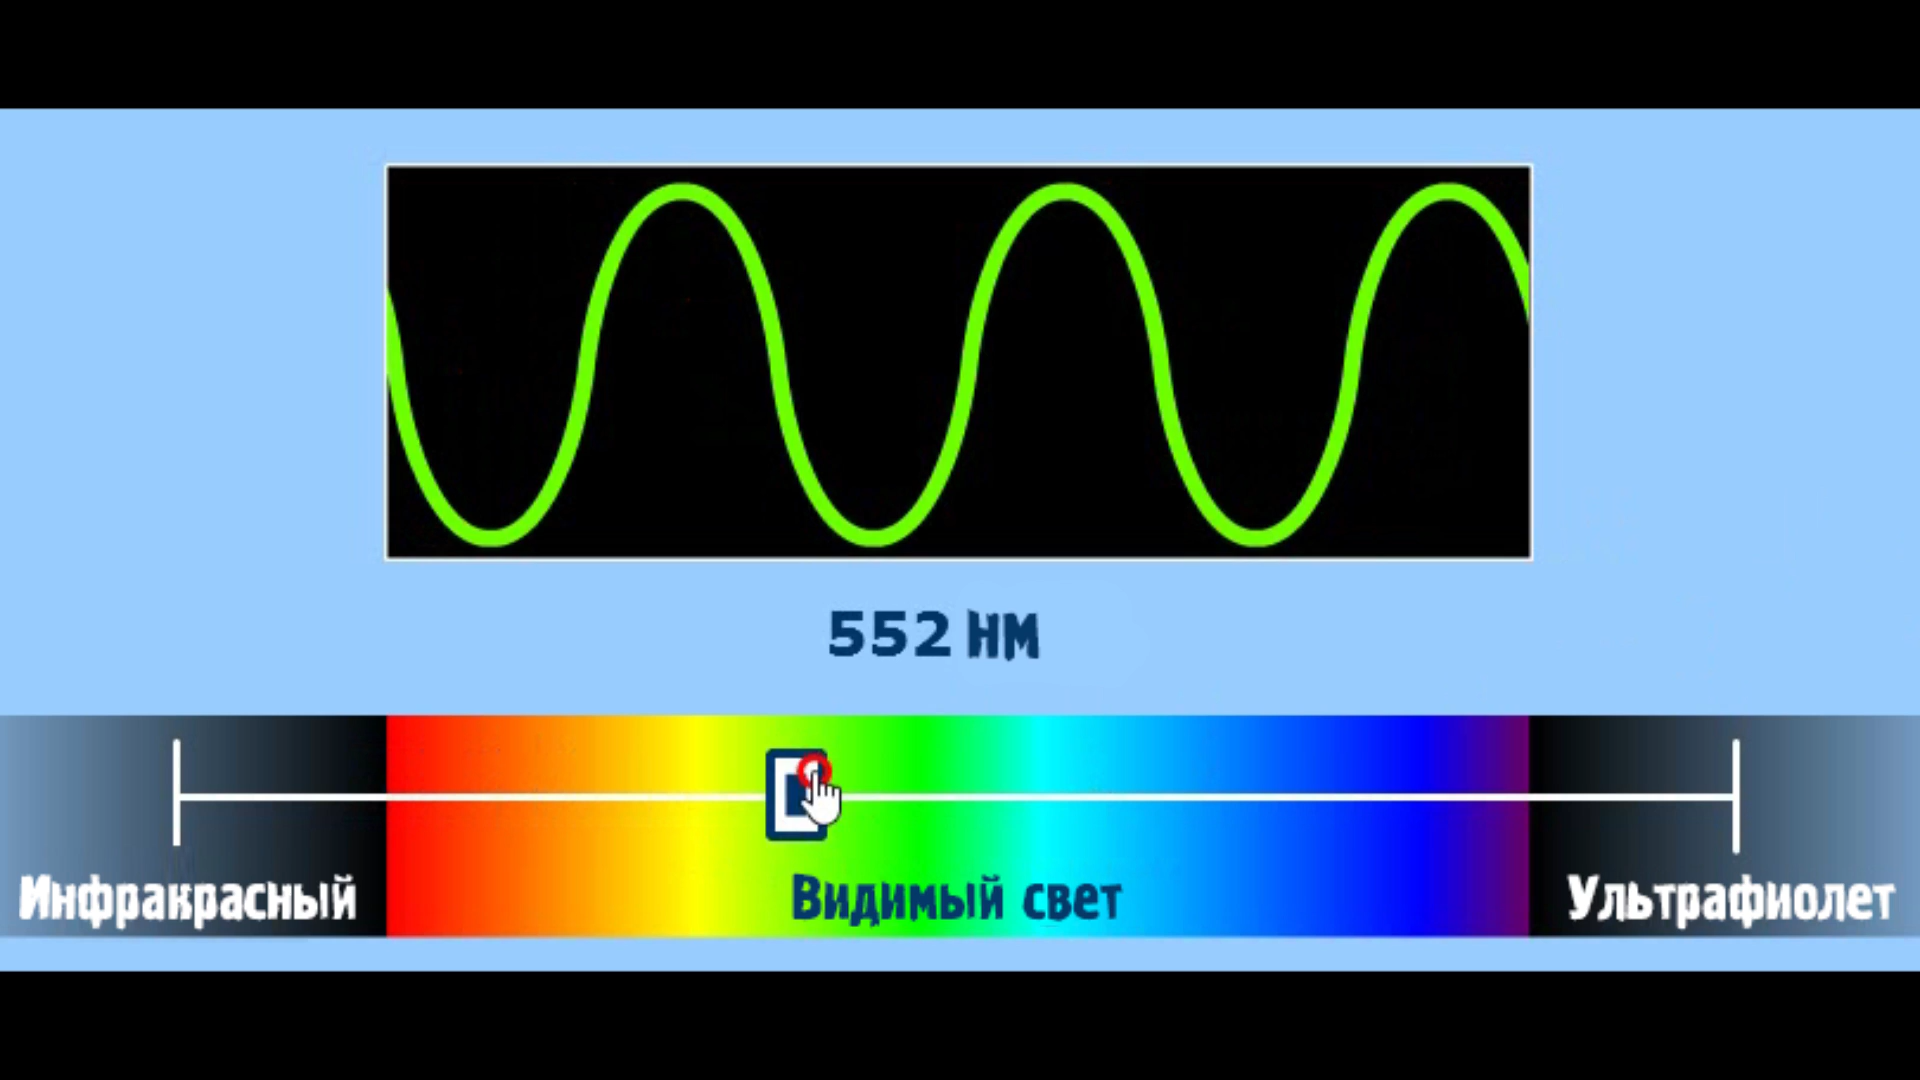 552 НМ
Инфракрасный
Видимый свет
Ультрафиолет